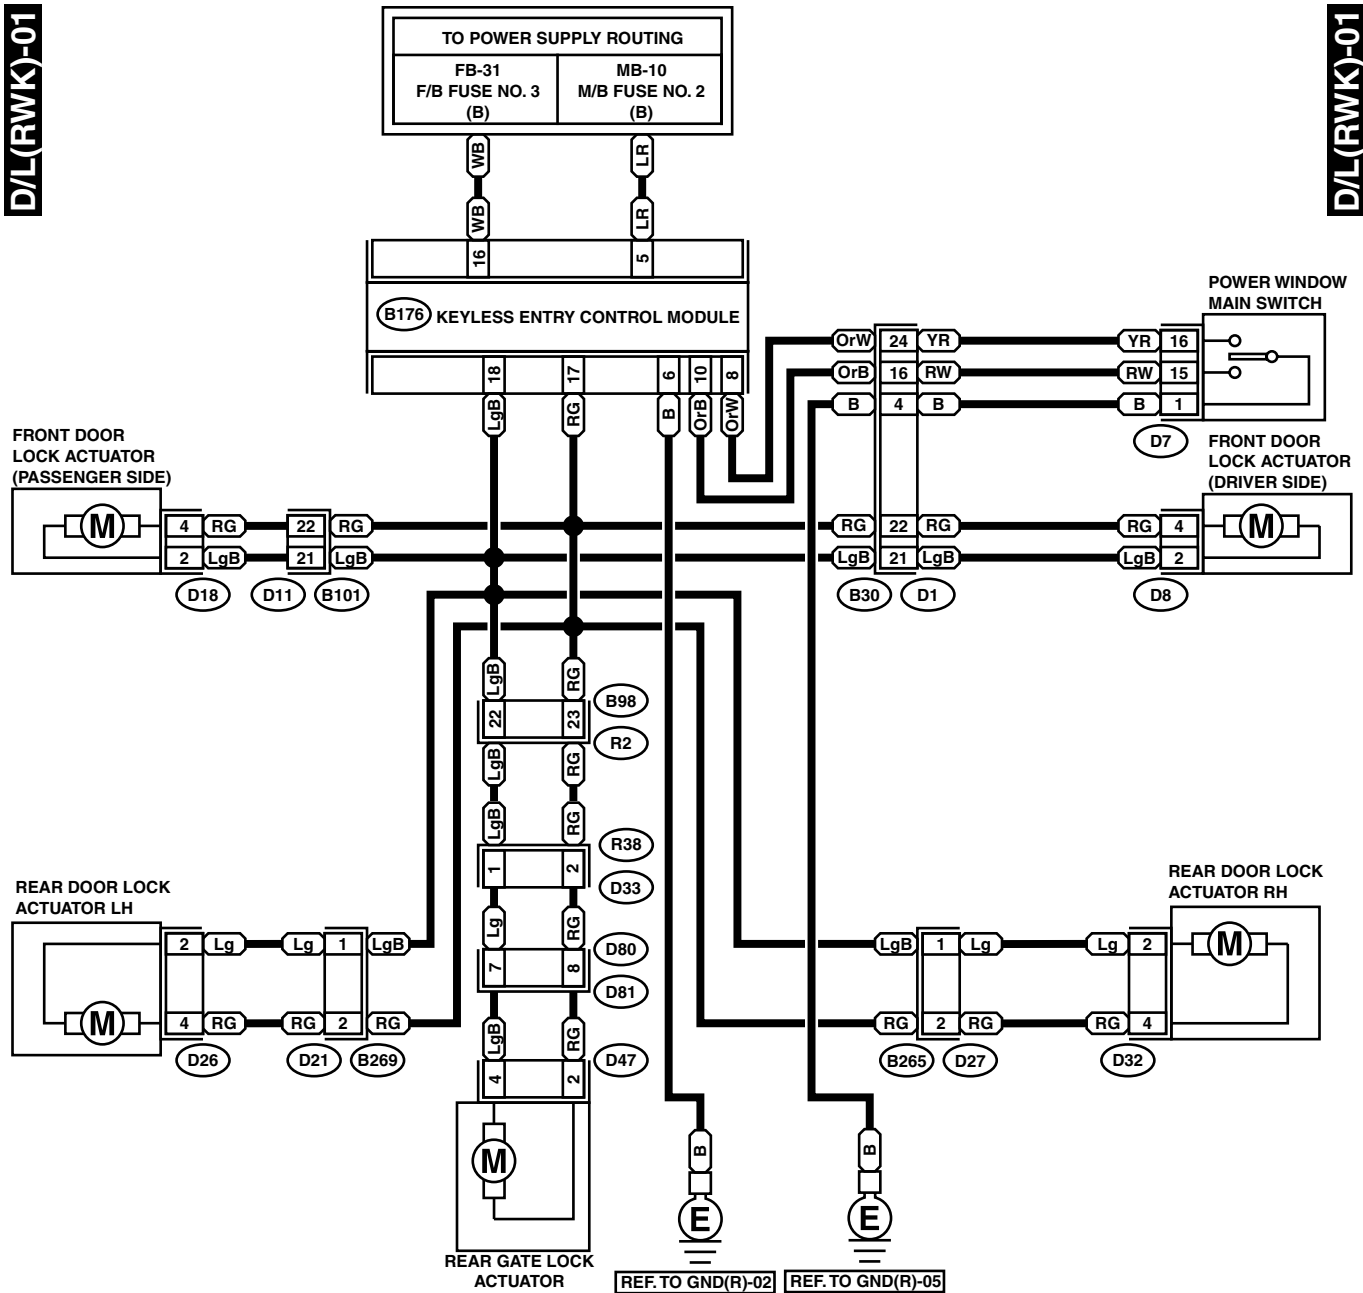 D/L(RWK)-01
D/L(RWK)-01
TO POWER SUPPLY ROUTING
FB-31
F/B FUSE NO. 3
(B)
MB-10
M/B FUSE NO. 2
(B)
WB
LR
WB
LR
16
5
B176
KEYLESS ENTRY CONTROL MODULE
18
17
6
10
8
LgB
RG
B
OrB
OrW
POWER WINDOW
MAIN SWITCH
OrW
24
YR
YR
16
OrB
16
RW
RW
15
B
4
B
B
1
D7
FRONT DOOR
LOCK ACTUATOR
(PASSENGER SIDE)
M
4
RG
22
RG
2
LgB
21
LgB
D18
D11
B101
FRONT DOOR
LOCK ACTUATOR
(DRIVER SIDE)
RG
22
RG
RG
4
M
LgB
21
LgB
LgB
2
B30
D1
D8
LgB
RG
B98
22
23
R2
LgB
RG
LgB
RG
R38
1
2
D33
Lg
RG
D80
7
8
D81
LgB
RG
D47
4
2
M
REAR GATE LOCK
ACTUATOR
REAR DOOR LOCK
ACTUATOR LH
2
Lg
Lg
1
LgB
M
4
RG
RG
2
RG
D26
D21
B269
REAR DOOR LOCK
ACTUATOR RH
LgB
1
Lg
Lg
2
M
RG
2
RG
RG
4
B265
D27
D32
B
E
REF. TO GND(R)-02
B
E
REF. TO GND(R)-05